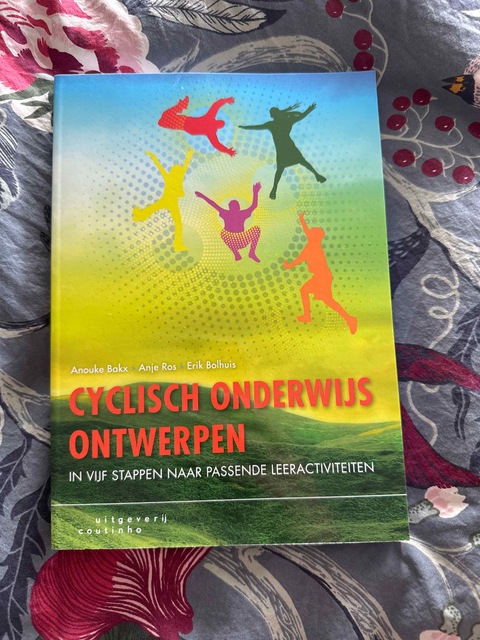 Anouke Bakx · Anje Ros · Erik Bolhuis
CYCLISCH ONDERWIJS
ONTWERPEN
IN VIJF STAPPEN NAAR PASSENDE LEERACTIVITEITEN
uitgeverij
coutinho